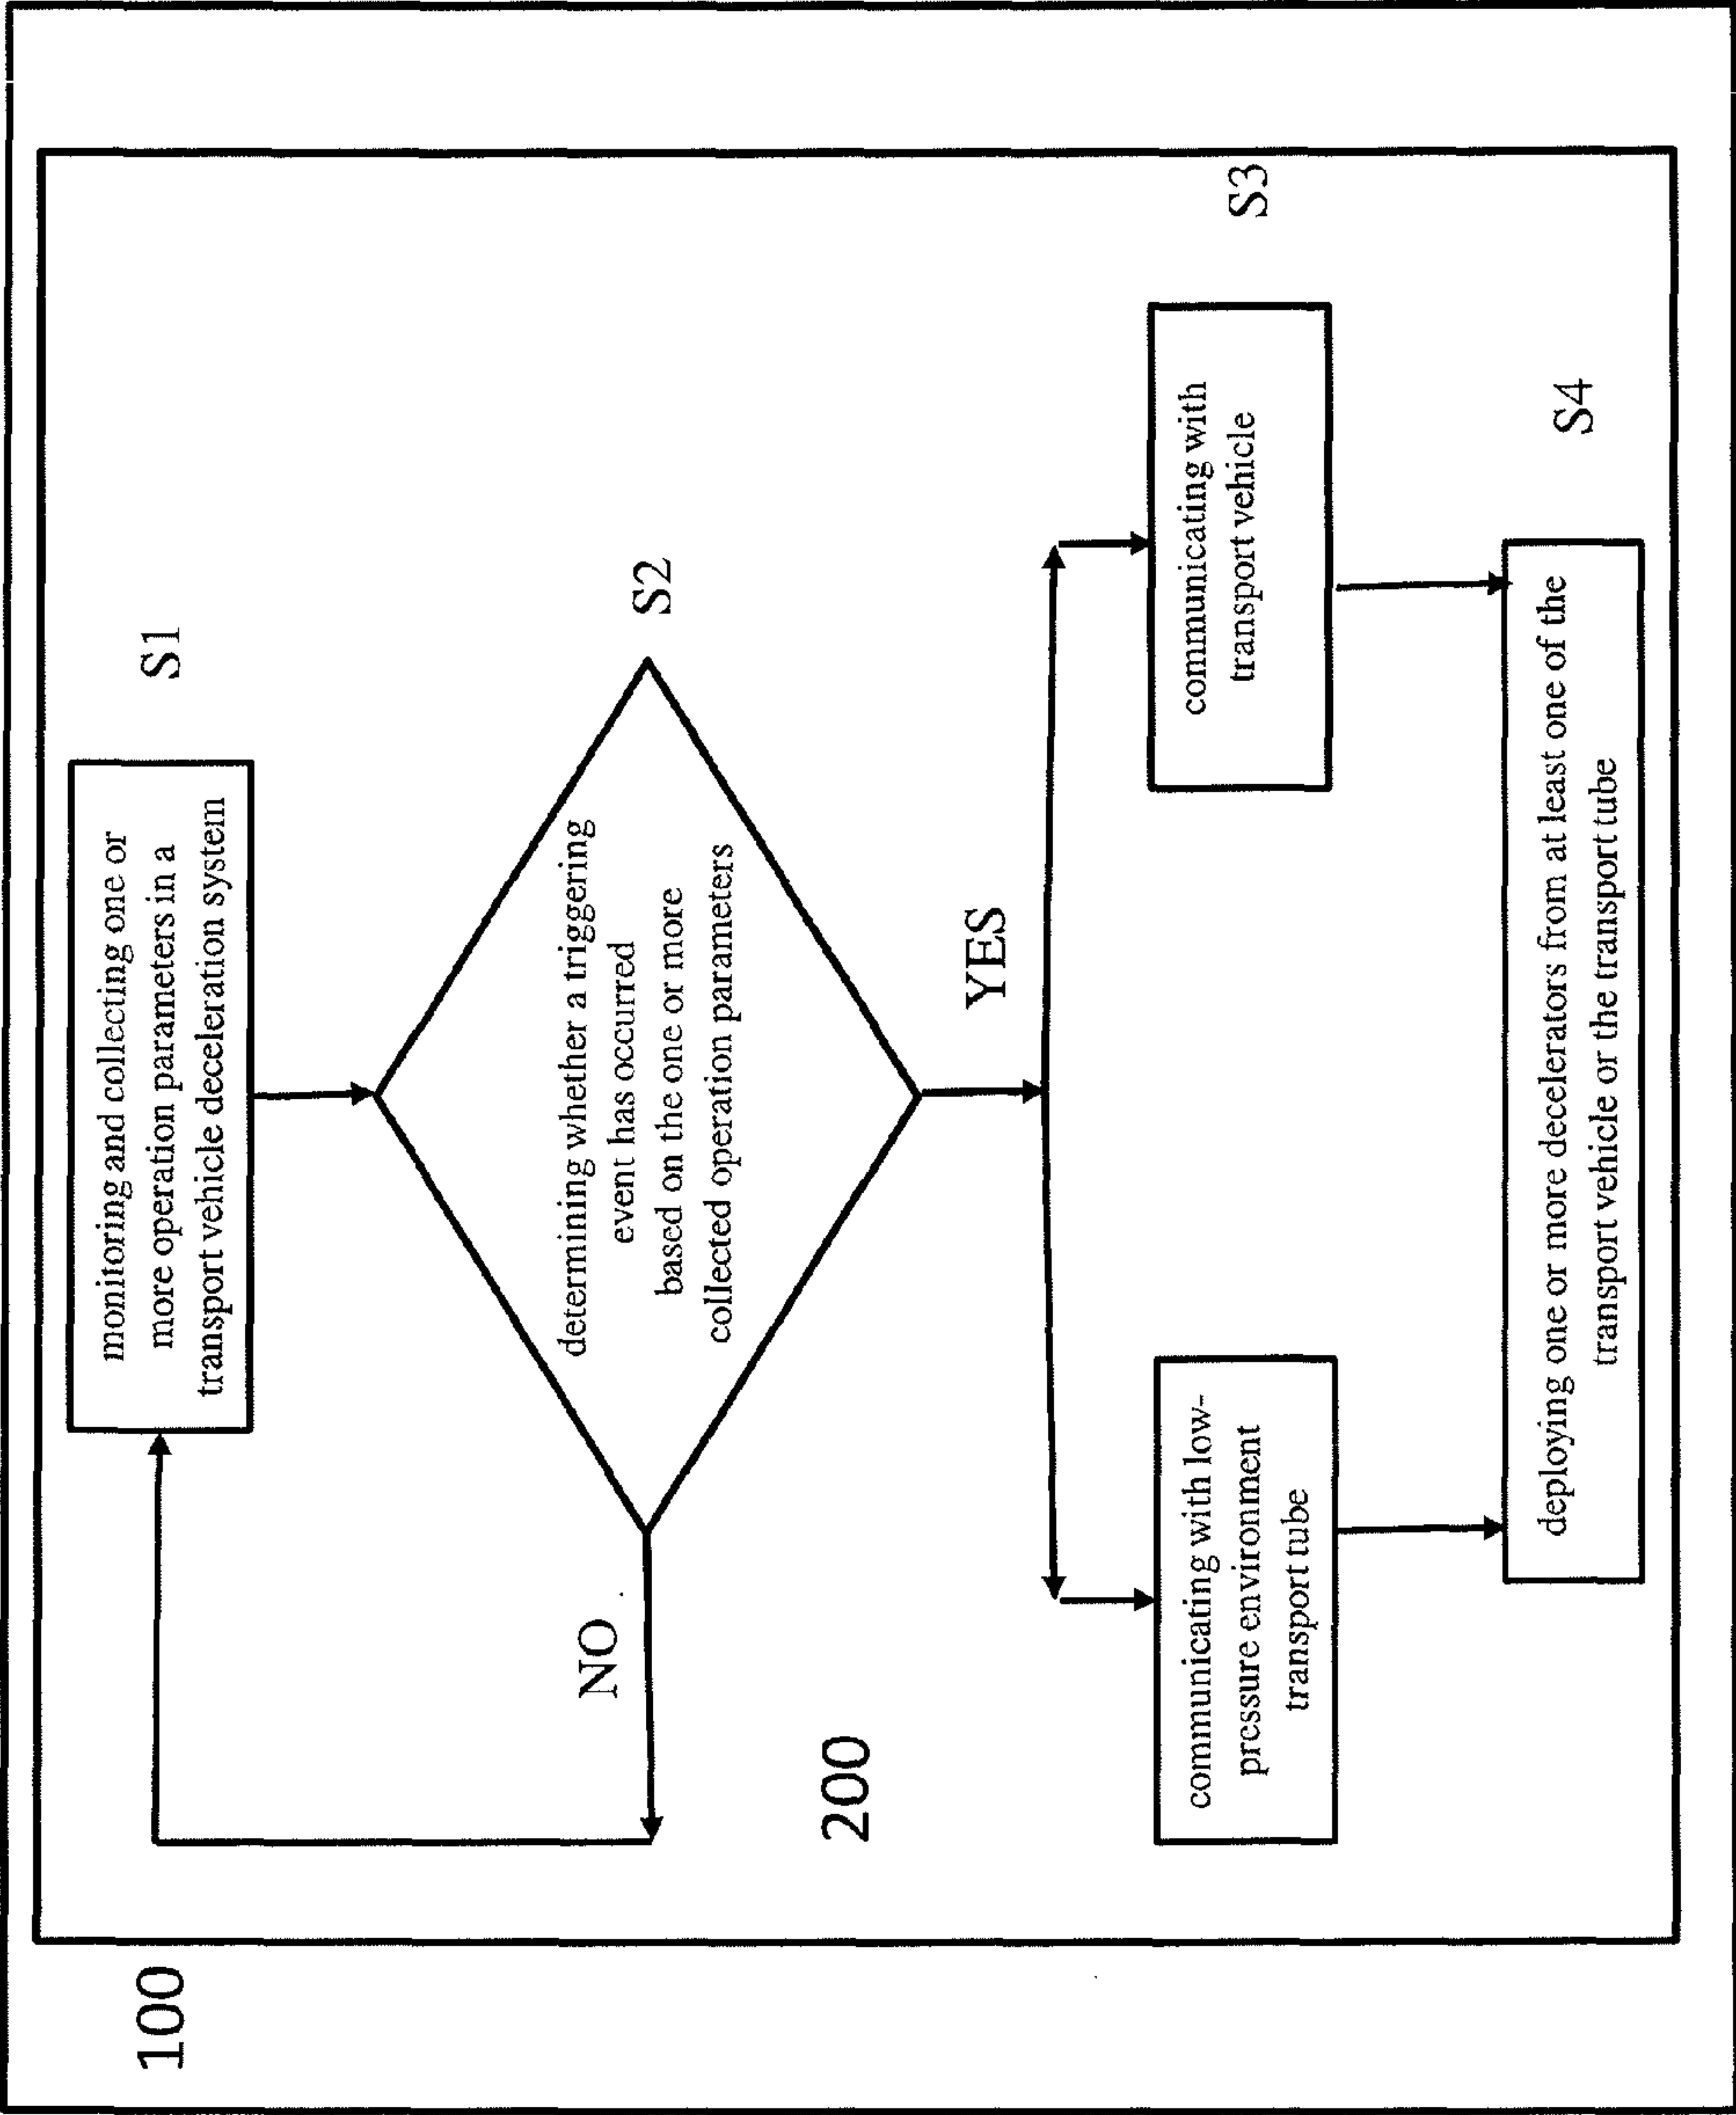 100
monitoring and collecting one or
more operation parameters in a
transport vehicle deceleration system
S1
NO
determining whether a triggering
event has occurred
based on the one or more
collected operation parameters
S2
200
YES
communicating with low-
pressure environment
transport tube
communicating with
transport vehicle
S3
deploying one or more decelerators from at least one of the
transport vehicle or the transport tube
S4